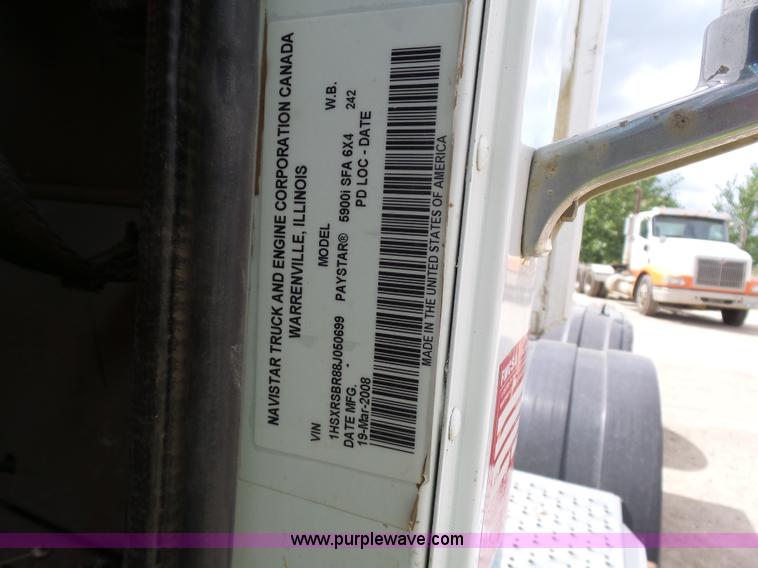 NAVISTAR TRUCK AND ENGINE CORPORATION CANADA
WARRENVILLE, ILLINOIS
VIN MODEL W.B.
1HSXRSBR88J050699 PAYSTAR® 5900i SFA 6X4 242
DATE MFG. - PD LOC - DATE
19-Mar-2008
MADE IN THE UNITED STATES OF AMERICA
www.purplewave.com